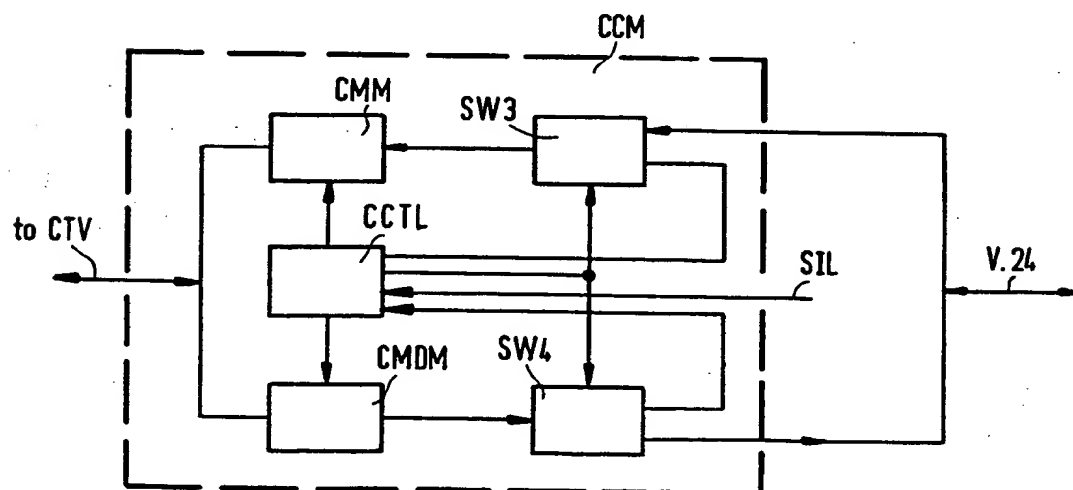 CCM
CMM
SW3
to CTV
CCTL
SIL
V.24
CMDM
SW4